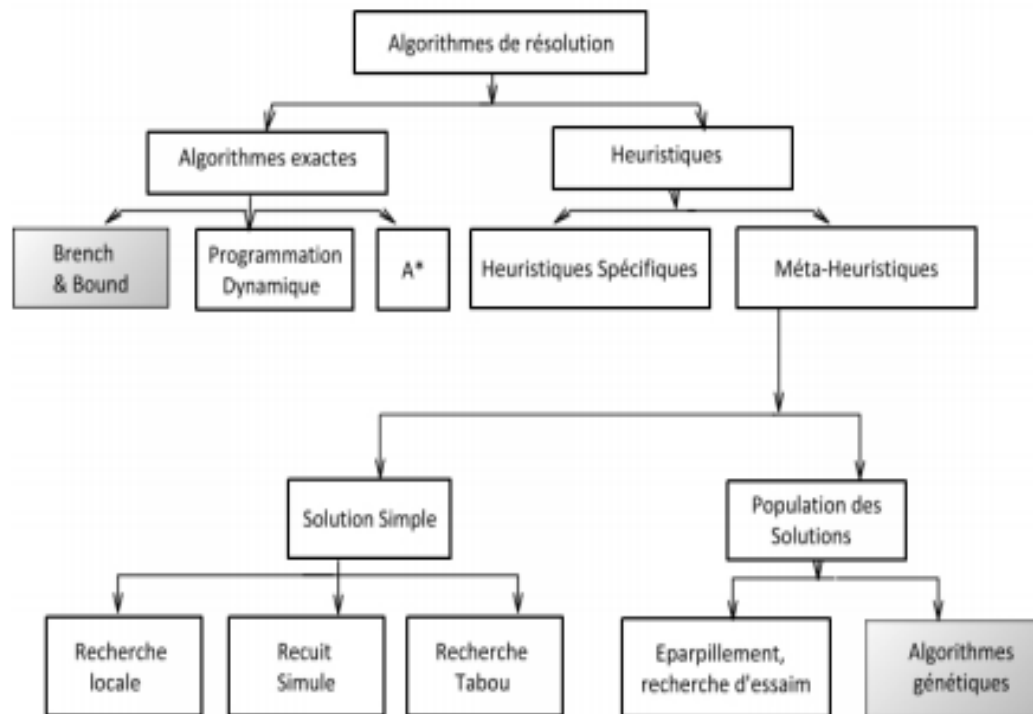 Algorithmes de résolution
Algorithmes exactes
Heuristiques
Brench
& Bound
Programmation
Dynamique
A*
Heuristiques Spécifiques
Méta-Heuristiques
Solution Simple
Population des
Solutions
Recherche
locale
Recuit
Simule
Recherche
Tabou
Eparpillement,
recherche d'essaim
Algorithmes
génétiques